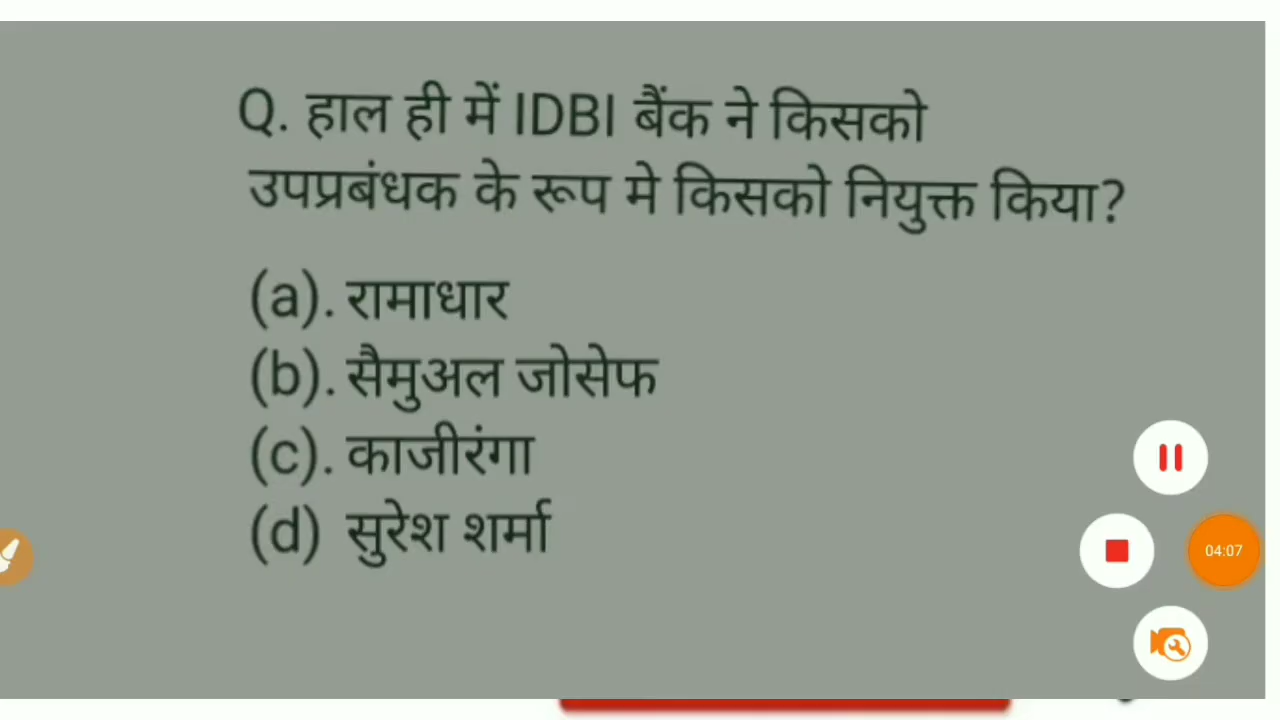 Q. हाल ही में IDBI बैंक ने किसको
उपप्रबंधक के रूप मे किसको नियुक्त किया?
(a). रामाधार
(b). सैमुअल जोसेफ
(c). काजीरंगा
(d) सुरेश शर्मा
04:07